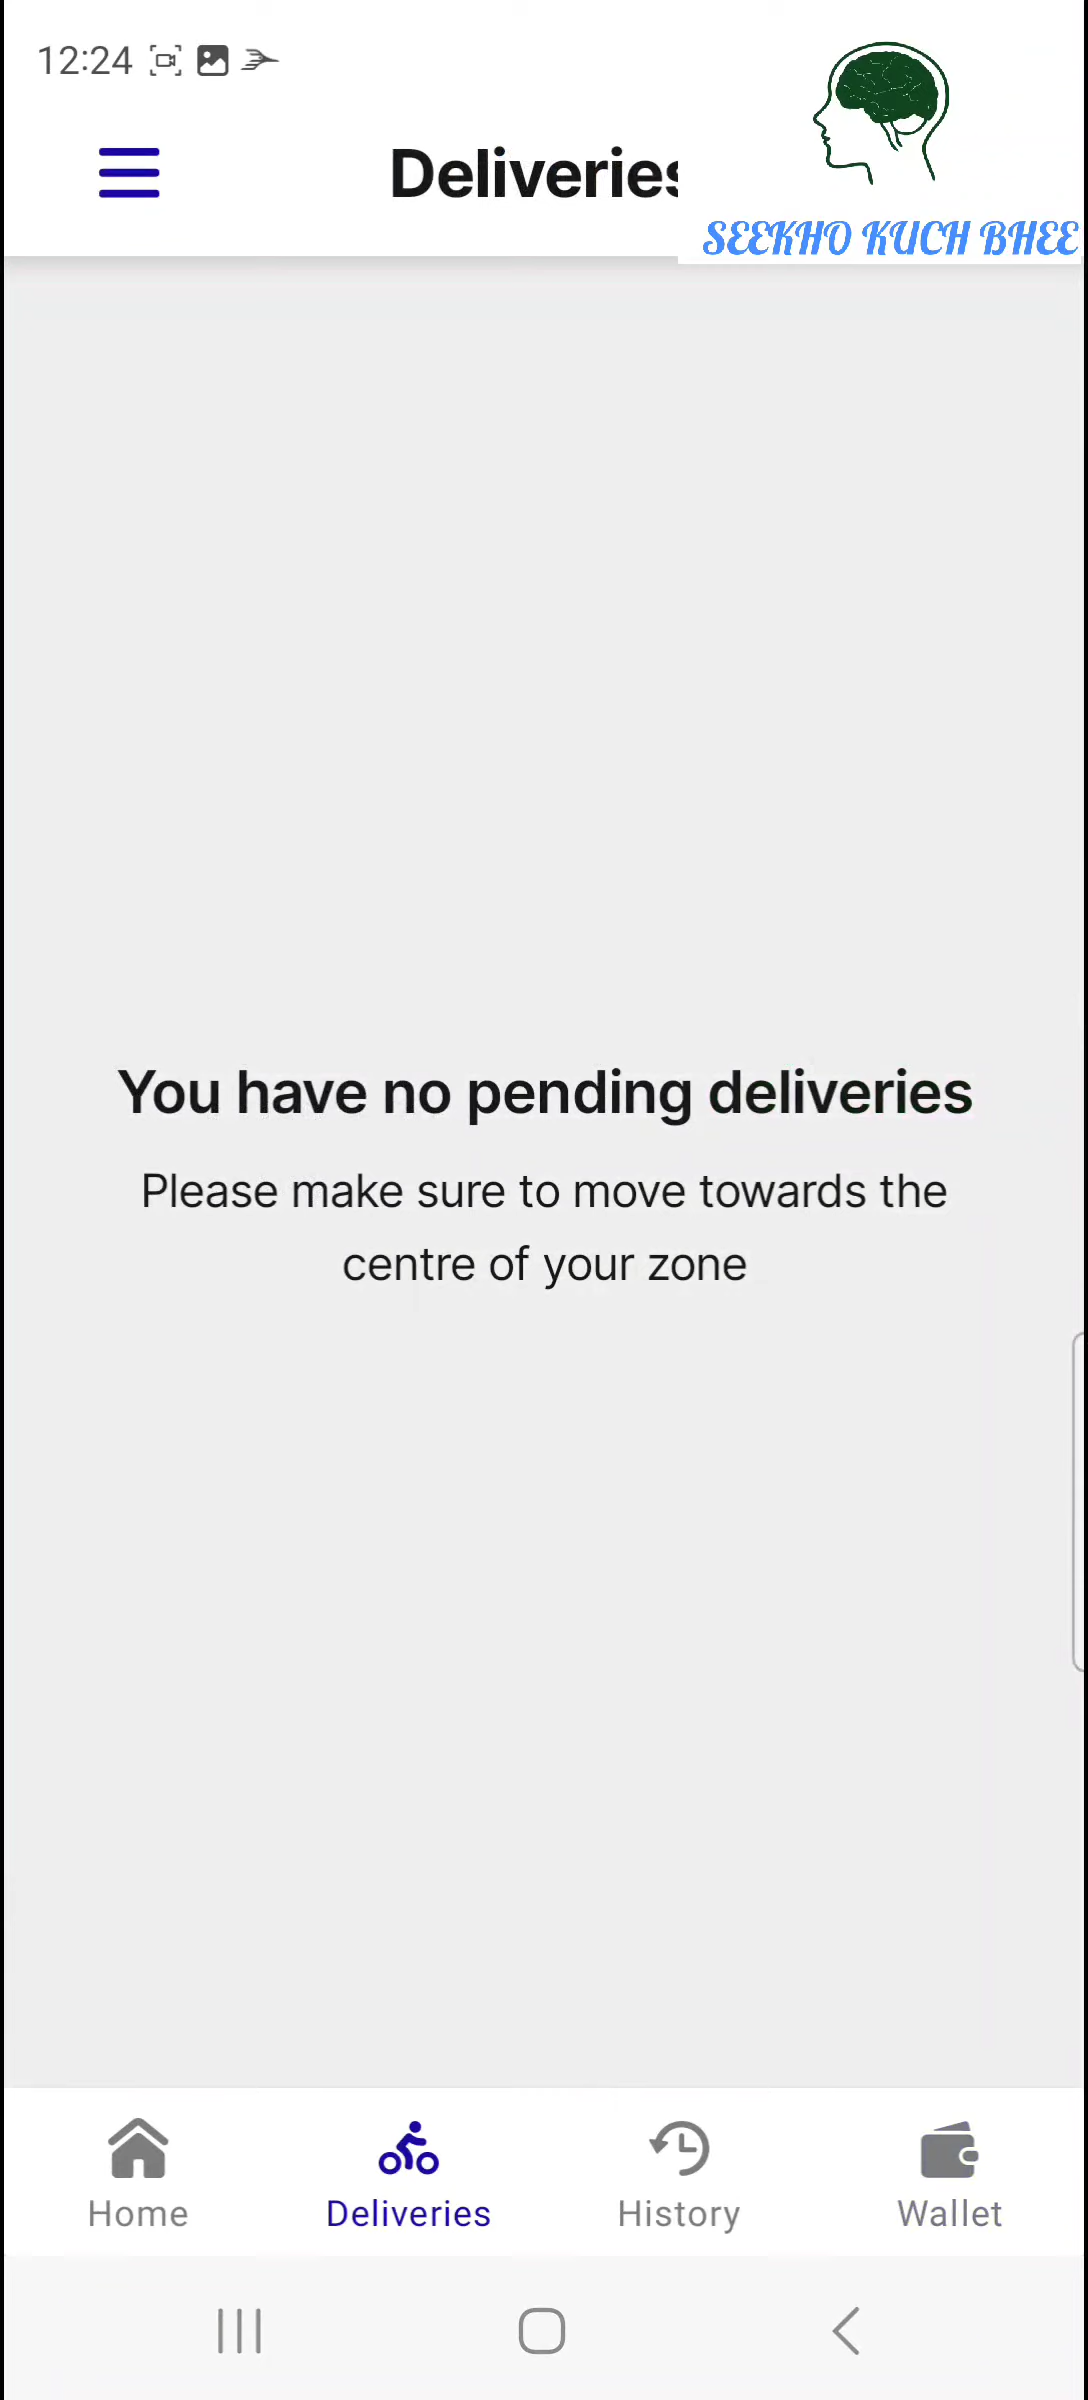 12:24
Deliveries
SEEKHO KUCH BHEE
You have no pending deliveries
Please make sure to move towards the
centre of your zone
Home
Deliveries
History
Wallet